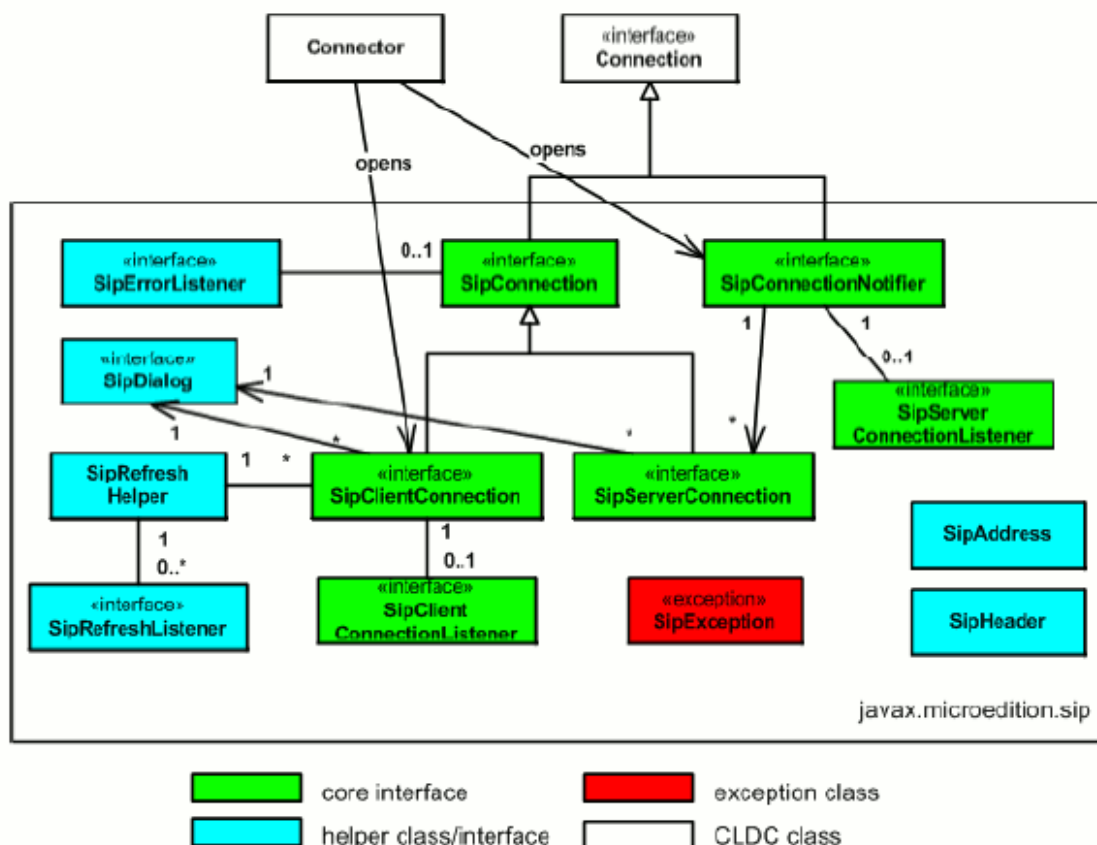 Connector
«interface»
Connection
opens
opens
«interface»
SipErrorListener
0..1
«interface»
SipConnection
«interface»
SipConnectionNotifier
1
1
0..1
«interface»
SipDialog
1
1
*
*
*
«interface»
SipServer
ConnectionListener
SipRefresh
Helper
1
*
«interface»
SipClientConnection
«interface»
SipServerConnection
1
0..*
1
0..1
SipAddress
«interface»
SipRefreshListener
«interface»
SipClient
ConnectionListener
«exception»
SipException
SipHeader
javax.microedition.sip
core interface
exception class
helper class/interface
CLDC class